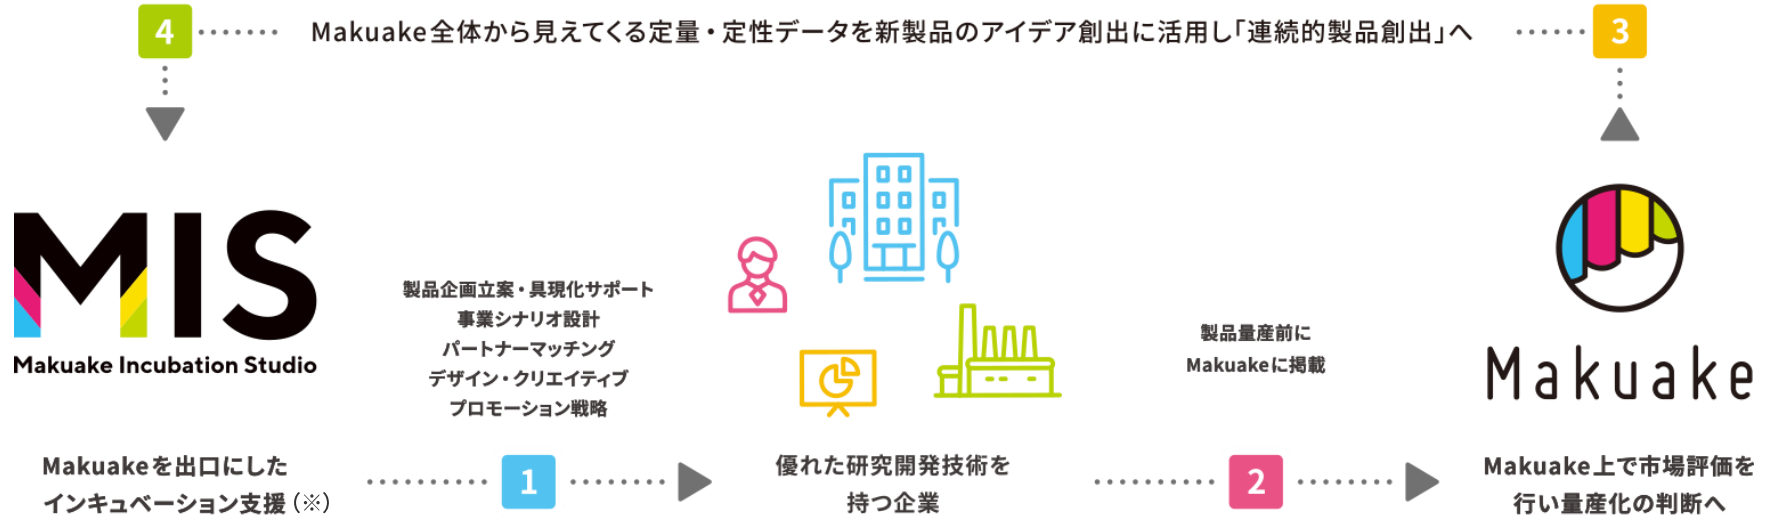 4
Makuake全体から見えてくる定量・定性データを新製品のアイデア創出に活用し「連続的製品創出」へ
3
MIS
Makuake Incubation Studio
Makuakeを出口にした
インキュベーション支援(※)
製品企画立案・具現化サポート
事業シナリオ設計
パートナーマッチング
デザイン・クリエイティブ
プロモーション戦略
1
優れた研究開発技術を
持つ企業
製品量産前に
Makuakeに掲載
2
Makuake
Makuake上で市場評価を
行い量産化の判断へ